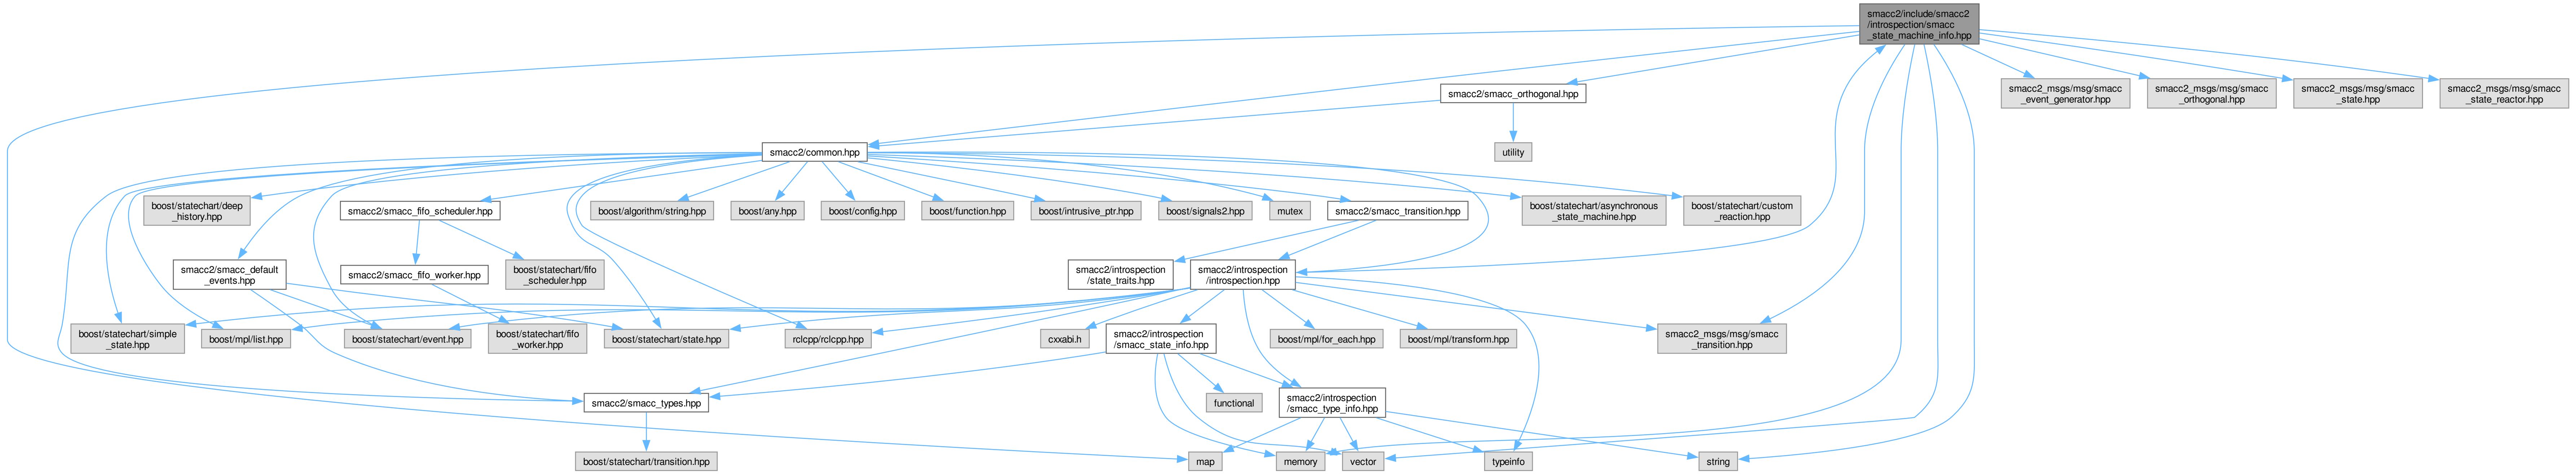 smacc2/include/smacc2
/introspection/smacc
_state_machine_info.hpp
smacc2/smacc_orthogonal.hpp
smacc2_msgs/msg/smacc
_event_generator.hpp
smacc2_msgs/msg/smacc
_orthogonal.hpp
smacc2_msgs/msg/smacc
_state.hpp
smacc2_msgs/msg/smacc
_state_reactor.hpp
smacc2/common.hpp
utility
boost/statechart/deep
_history.hpp
smacc2/smacc_fifo_scheduler.hpp
boost/algorithm/string.hpp
boost/any.hpp
boost/config.hpp
boost/function.hpp
boost/intrusive_ptr.hpp
boost/signals2.hpp
mutex
smacc2/smacc_transition.hpp
boost/statechart/asynchronous
_state_machine.hpp
boost/statechart/custom
_reaction.hpp
smacc2/smacc_default
_events.hpp
smacc2/smacc_fifo_worker.hpp
boost/statechart/fifo
_scheduler.hpp
smacc2/introspection
/state_traits.hpp
smacc2/introspection
/introspection.hpp
boost/statechart/simple
_state.hpp
boost/mpl/list.hpp
boost/statechart/event.hpp
boost/statechart/fifo
_worker.hpp
boost/statechart/state.hpp
rclcpp/rclcpp.hpp
cxxabi.h
smacc2/introspection
/smacc_state_info.hpp
boost/mpl/for_each.hpp
boost/mpl/transform.hpp
smacc2_msgs/msg/smacc
_transition.hpp
smacc2/smacc_types.hpp
functional
smacc2/introspection
/smacc_type_info.hpp
boost/statechart/transition.hpp
map
memory
vector
typeinfo
string